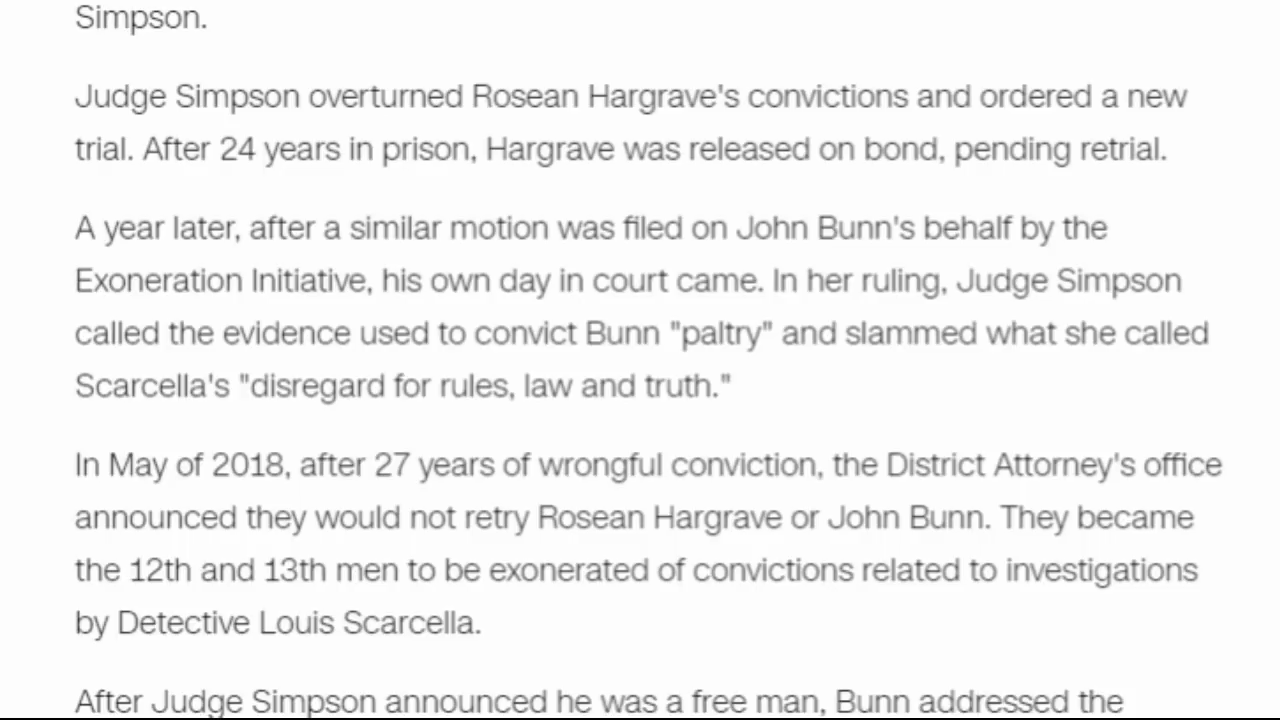 Simpson.
Judge Simpson overturned Rosean Hargrave's convictions and ordered a new
trial. After 24 years in prison, Hargrave was released on bond, pending retrial.
A year later, after a similar motion was filed on John Bunn's behalf by the
Exoneration Initiative, his own day in court came. In her ruling, Judge Simpson
called the evidence used to convict Bunn "paltry" and slammed what she called
Scarcella's "disregard for rules, law and truth."
In May of 2018, after 27 years of wrongful conviction, the District Attorney's office
announced they would not retry Rosean Hargrave or John Bunn. They became
the 12th and 13th men to be exonerated of convictions related to investigations
by Detective Louis Scarcella.
After Judge Simpson announced he was a free man, Bunn addressed the